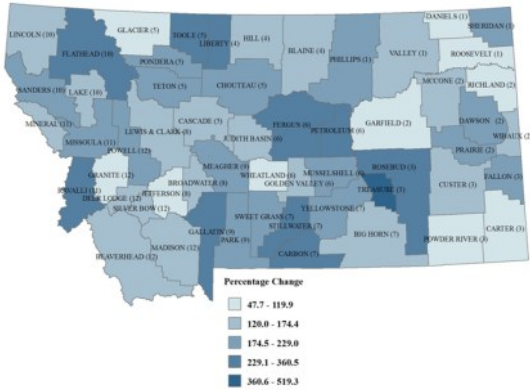 LINCOLN (10)
FLATHEAD (10)
GLACIER (5)
TOOLE (5)
LIBERTY (4)
HILL (4)
BLAINE (4)
PHILLIPS (1)
VALLEY (1)
DANIELS (1)
SHERIDAN (1)
ROOSEVELT (1)
PONDERA (5)
TETON (5)
CHOUTEAU (5)
RICHLAND (2)
MCCONE (2)
SANDERS (10)
LAKE (10)
CASCADE (5)
FERGUS (6)
PETROLEUM (6)
GARFIELD (2)
DAWSON (2)
WIBAUX (2)
PRAIRIE (2)
MINERAL (11)
MISSOULA (11)
POWELL (12)
LEWIS & CLARK (8)
JUDITH BASIN (6)
MEAGHER (9)
WHEATLAND (6)
GOLDEN VALLEY (6)
MUSSELSHELL (6)
ROSEBUD (3)
TREASURE (3)
CUSTER (3)
FALLON (3)
GRANITE (12)
RAVALLI (11)
DEER LODGE (12)
JEFFERSON (8)
BROADWATER (8)
SILVER BOW (12)
GALLATIN (9)
PARK (9)
SWEET GRASS (7)
STILLWATER (7)
YELLOWSTONE (7)
BIG HORN (7)
CARBON (7)
POWDER RIVER (3)
CARTER (3)
MADISON (12)
BEAVERHEAD (12)
Percentage Change
47.7 - 119.9
120.0 - 174.4
174.5 - 229.0
229.1 - 360.5
360.6 - 519.3